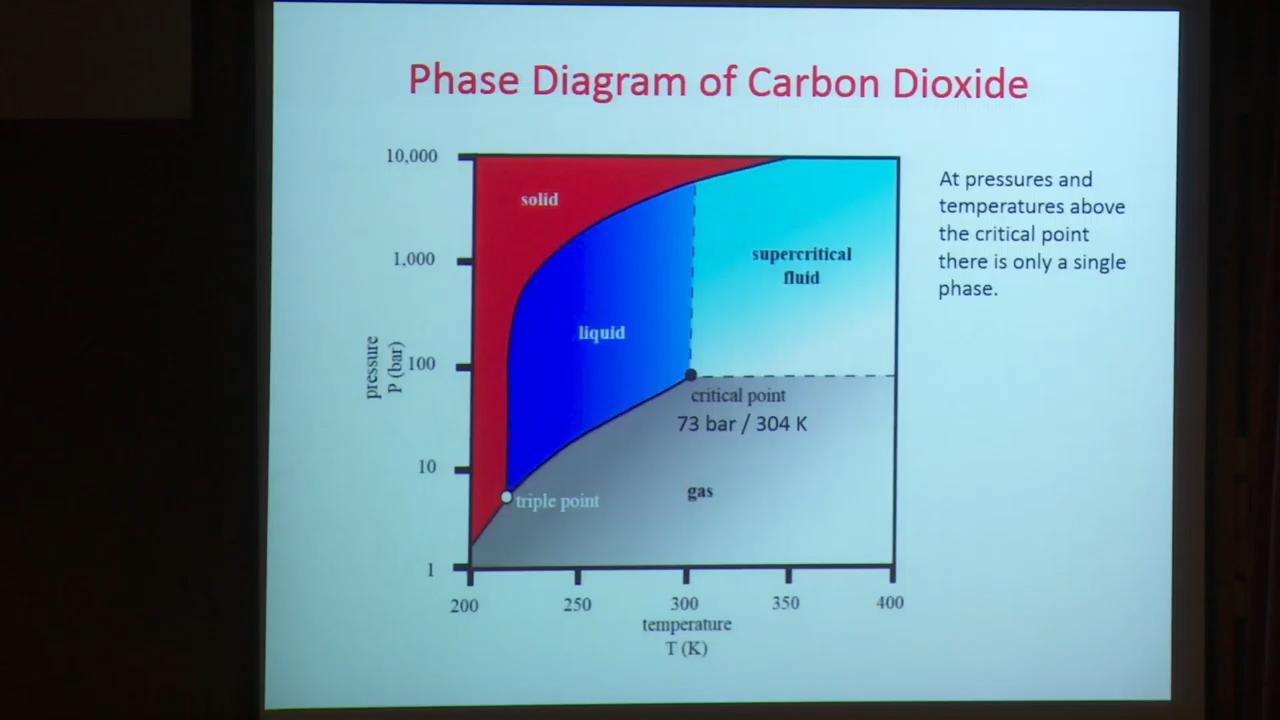 Phase Diagram of Carbon Dioxide
10,000
1,000
100
10
1
pressure
P (bar)
solid
liquid
supercritical
fluid
critical point
73 bar / 304 K
triple point
gas
200
250
300
350
400
temperature
T (K)
At pressures and
temperatures above
the critical point
there is only a single
phase.